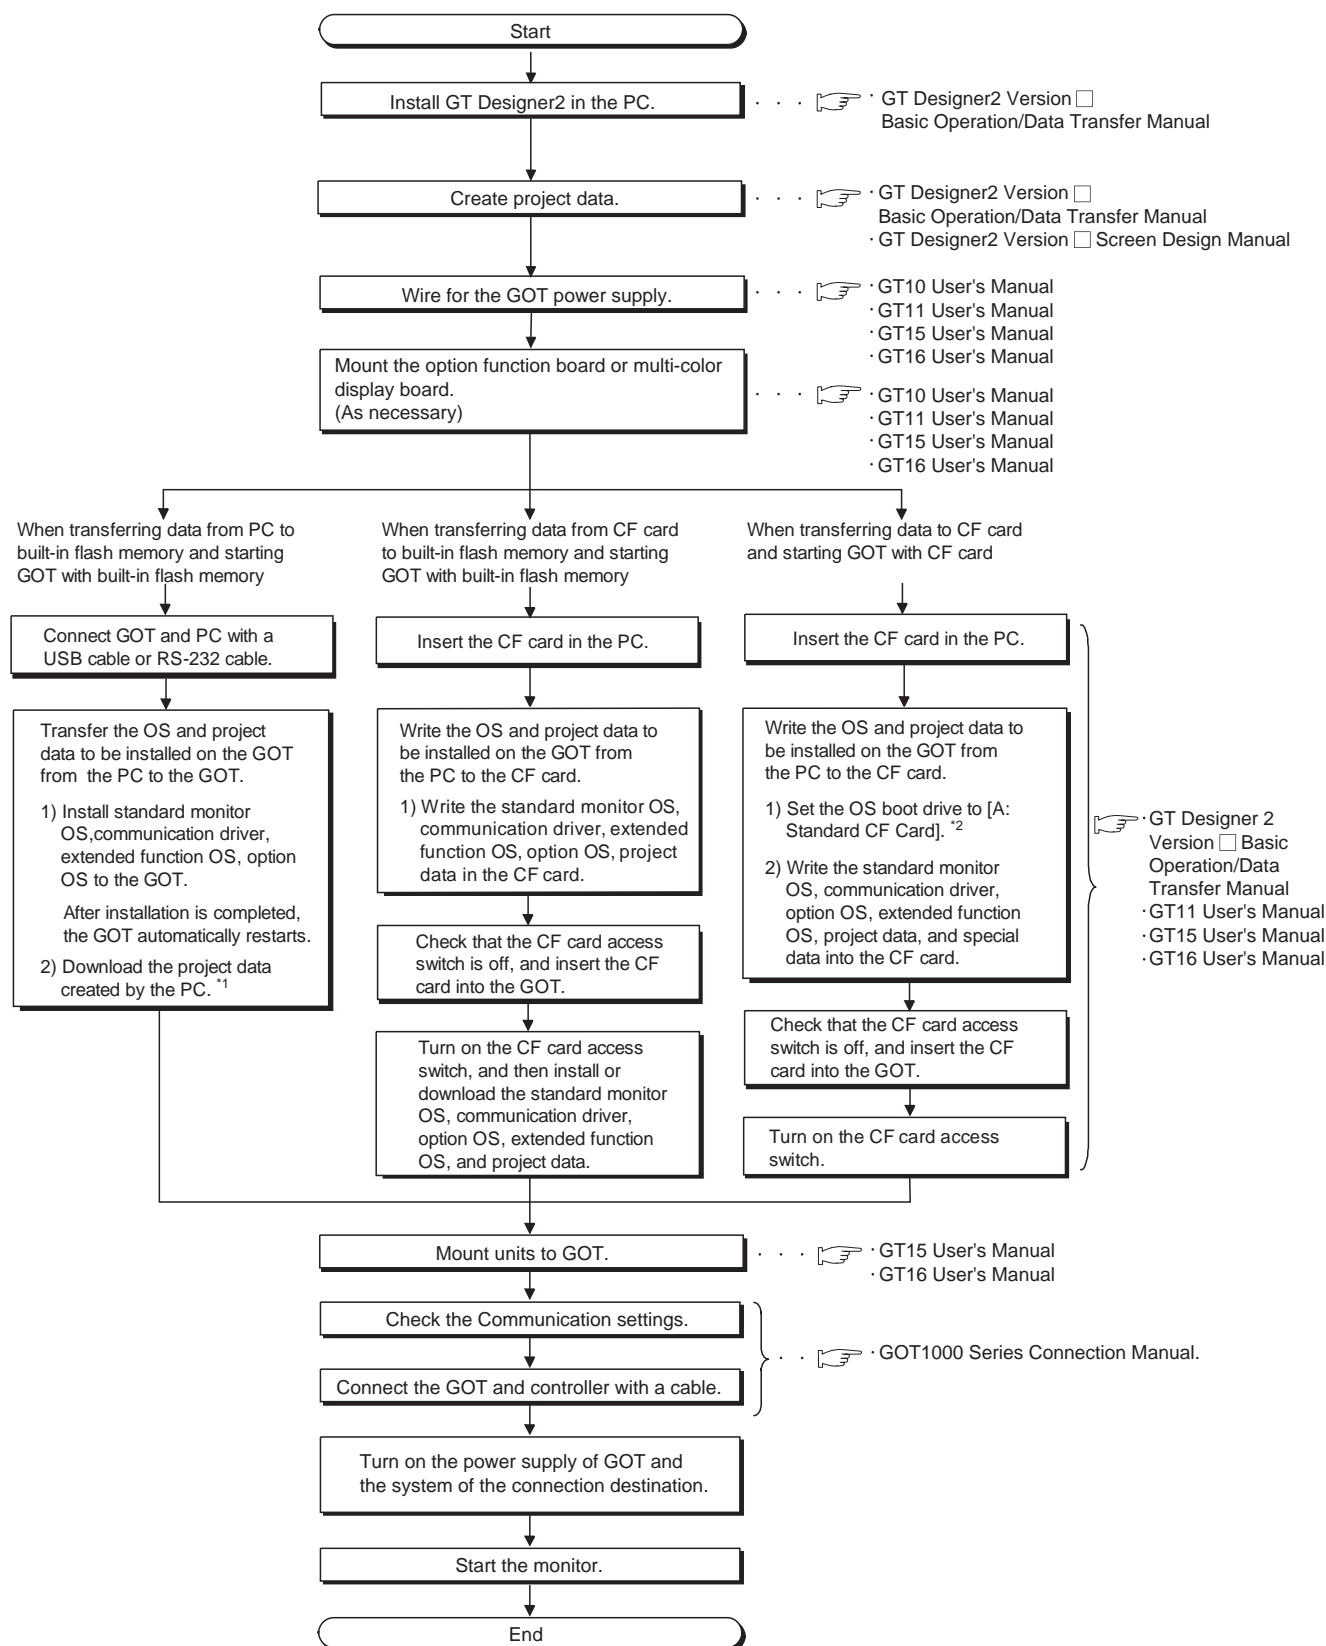 Start
Install GT Designer2 in the PC.
· · · · GT Designer2 Version □
Basic Operation/Data Transfer Manual
Create project data.
· · · · GT Designer2 Version □
Basic Operation/Data Transfer Manual
· GT Designer2 Version □ Screen Design Manual
Wire for the GOT power supply.
· · · · GT10 User's Manual
· GT11 User's Manual
· GT15 User's Manual
· GT16 User's Manual
Mount the option function board or multi-color
display board.
(As necessary)
· · · · GT10 User's Manual
· GT11 User's Manual
· GT15 User's Manual
· GT16 User's Manual
When transferring data from PC to
built-in flash memory and starting
GOT with built-in flash memory
Connect GOT and PC with a
USB cable or RS-232 cable.
Transfer the OS and project
data to be installed on the GOT
from the PC to the GOT.
1) Install standard monitor
OS,communication driver,
extended function OS, option
OS to the GOT.
After installation is completed,
the GOT automatically restarts.
2) Download the project data
created by the PC. *1
When transferring data from CF card
to built-in flash memory and starting
GOT with built-in flash memory
Insert the CF card in the PC.
Write the OS and project data to
be installed on the GOT from
the PC to the CF card.
1) Write the standard monitor OS,
communication driver, extended
function OS, option OS, project
data in the CF card.
Check that the CF card access
switch is off, and insert the CF
card into the GOT.
Turn on the CF card access
switch, and then install or
download the standard monitor
OS, communication driver,
option OS, extended function
OS, and project data.
When transferring data to CF card
and starting GOT with CF card
Insert the CF card in the PC.
Write the OS and project data to
be installed on the GOT from
the PC to the CF card.
1) Set the OS boot drive to [A:
Standard CF Card]. *2
2) Write the standard monitor
OS, communication driver,
option OS, extended function
OS, project data, and special
data into the CF card.
Check that the CF card access
switch is off, and insert the CF
card into the GOT.
Turn on the CF card access
switch.
· GT Designer 2
Version □ Basic
Operation/Data
Transfer Manual
· GT11 User's Manual
· GT15 User's Manual
· GT16 User's Manual
Mount units to GOT.
· · · · GT15 User's Manual
· GT16 User's Manual
Check the Communication settings.
Connect the GOT and controller with a cable.
· · · GOT1000 Series Connection Manual.
Turn on the power supply of GOT and
the system of the connection destination.
Start the monitor.
End